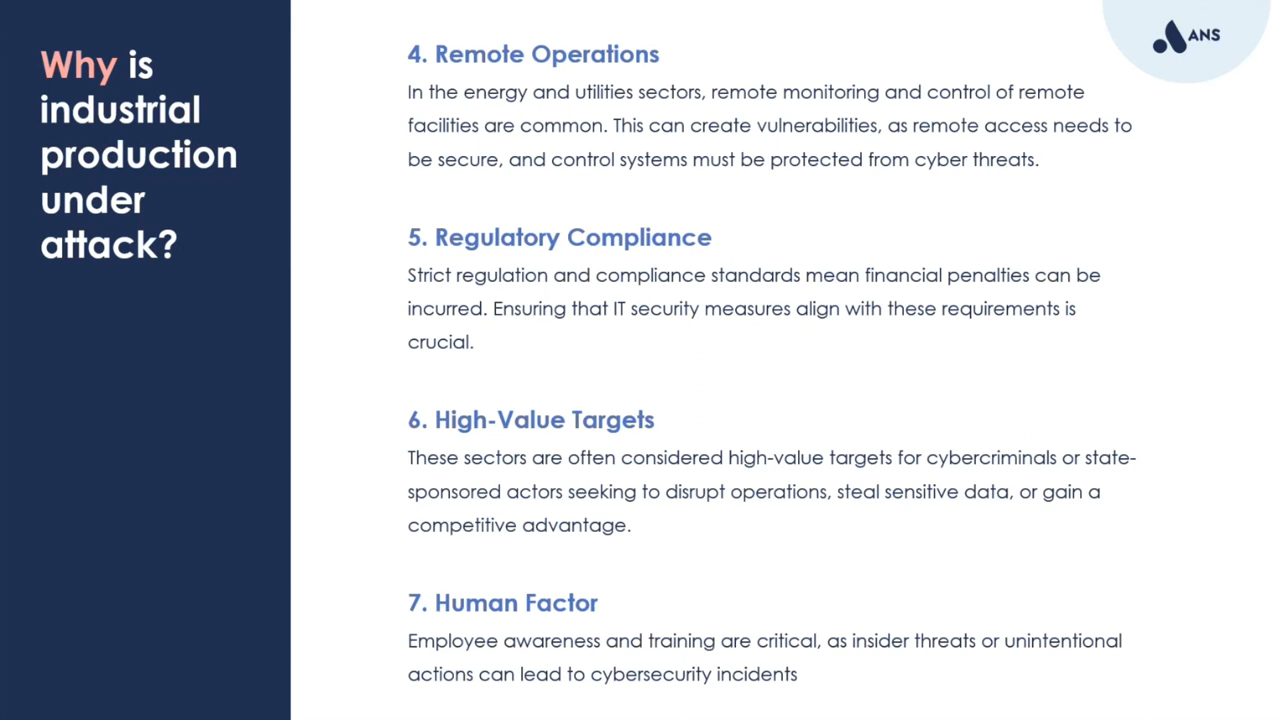 Why is
industrial
production
under
attack?
ANS
4. Remote Operations
In the energy and utilities sectors, remote monitoring and control of remote
facilities are common. This can create vulnerabilities, as remote access needs to
be secure, and control systems must be protected from cyber threats.
5. Regulatory Compliance
Strict regulation and compliance standards mean financial penalties can be
incurred. Ensuring that IT security measures align with these requirements is
crucial.
6. High-Value Targets
These sectors are often considered high-value targets for cybercriminals or state-
sponsored actors seeking to disrupt operations, steal sensitive data, or gain a
competitive advantage.
7. Human Factor
Employee awareness and training are critical, as insider threats or unintentional
actions can lead to cybersecurity incidents